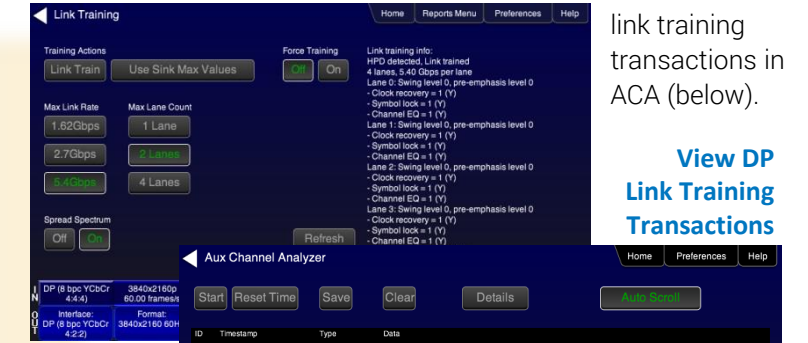 Link Training
Home Reports Menu Preferences Help
Training Actions
Link Train Use Sink Max Values
Force Training
Off On
Max Link Rate Max Lane Count
1.62Gbps 1 Lane
2.7Gbps 2 Lanes
5.4Gbps 4 Lanes
Spread Spectrum
Off On
Refresh
Link training info:
HPD detected, Link trained
4 lanes, 5.40 Gbps per lane
Lane 0: Swing level 0, pre-emphasis level 0
- Clock recovery = 1 (Y)
- Symbol lock = 1 (Y)
- Channel EQ = 1 (Y)
Lane 1: Swing level 0, pre-emphasis level 0
- Clock recovery = 1 (Y)
- Symbol lock = 1 (Y)
- Channel EQ = 1 (Y)
Lane 2: Swing level 0, pre-emphasis level 0
- Clock recovery = 1 (Y)
- Symbol lock = 1 (Y)
- Channel EQ = 1 (Y)
Lane 3: Swing level 0, pre-emphasis level 0
- Clock recovery = 1 (Y)
- Symbol lock = 1 (Y)
- Channel EQ = 1 (Y)
link training
transactions in
ACA (below).
View DP
Link Training
Transactions
IN
DP (8 bpc YCbCr
4:4:4)
3840x2160p
60.00 frames/s
OUT
Interface:
DP (8 bpc YCbCr
4:2:2)
Format:
3840x2160 60H
Aux Channel Analyzer
Home Preferences Help
Start Reset Time Save Clear Details Auto Scroll
ID Timestamp Type Data